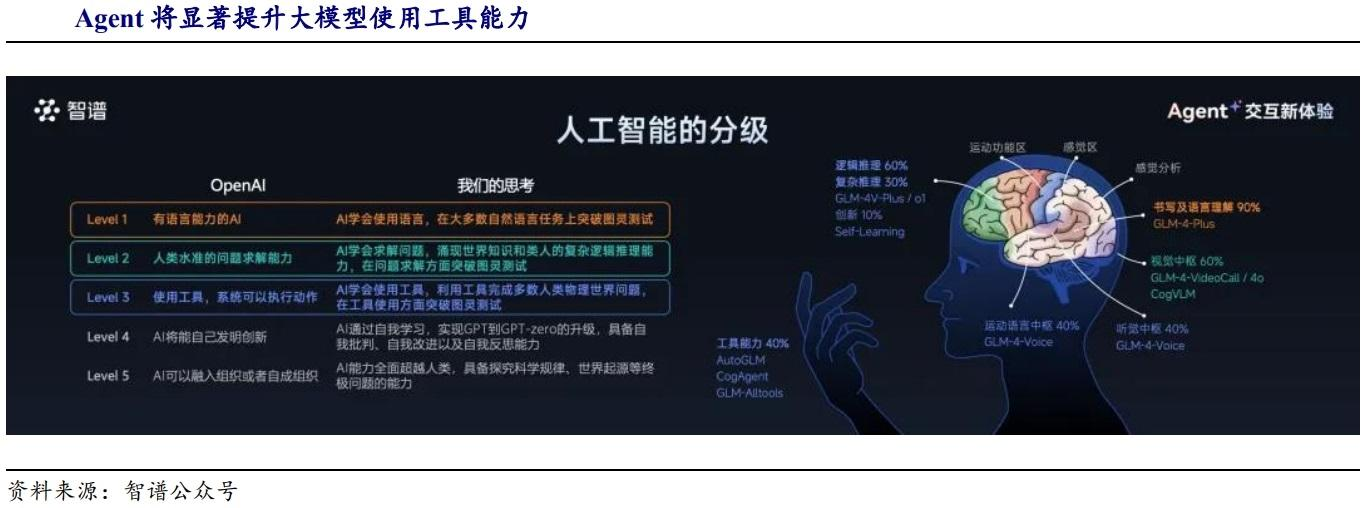 Agent 将显著提升大模型使用工具能力
智谱
人工智能的分级
Agent 交互新体验
OpenAI 我们的思考
Level 1 有语言能力的AI AI学会使用语言，在大多数自然语言任务上突破图灵测试
Level 2 人类水准的问题求解能力 AI学会求解问题，涌现世界知识和类人的复杂逻辑推理能
力，在问题求解方面突破图灵测试
Level 3 使用工具，系统可以执行动作 AI学会使用工具，利用工具完成多数人类物理世界问题，
在工具使用方面突破图灵测试
Level 4 AI将能自己发明创新 AI通过自我学习，实现GPT到GPT-zero的升级，具备自
我批判、自我改进以及自我反思能力
Level 5 AI可以融入组织或者自成组织 AI能力全面超越人类，具备探究科学规律、世界起源等终
极问题的能力
逻辑推理 60%
复杂推理 30%
GLM-4V-Plus / o1
创新 10%
Self-Learning
运动功能区
感觉区
感觉分析
书写及语言理解 90%
GLM-4-Plus
视觉中枢 60%
GLM-4-VideoCall / 4o
CogVLM
运动语言中枢 40%
GLM-4-Voice
听觉中枢 40%
GLM-4-Voice
工具能力 40%
AutoGLM
CogAgent
GLM-Alltools
资料来源：智谱公众号